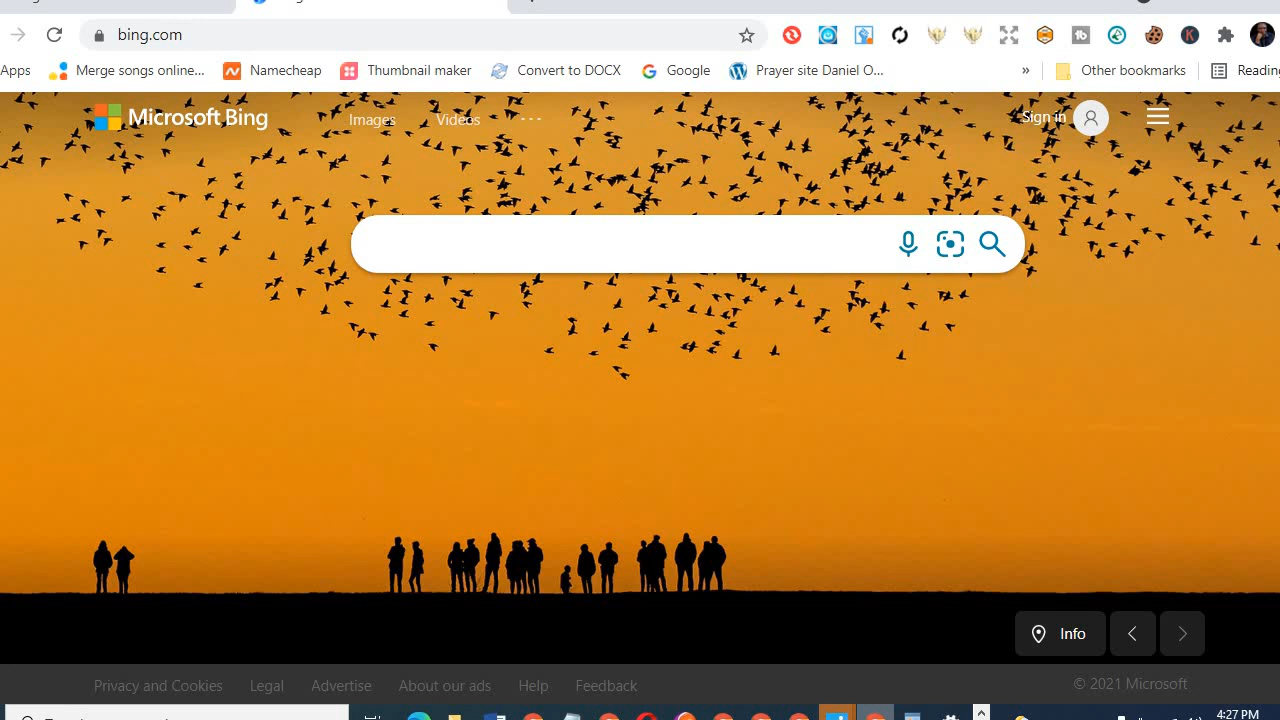 bing.com
Apps Merge songs online... Namecheap Thumbnail maker Convert to DOCX Google Prayer site Daniel O... » Other bookmarks Reading
Microsoft Bing Images Videos ... Sign in
Info
Privacy and Cookies Legal Advertise About our ads Help Feedback © 2021 Microsoft
4:27 PM